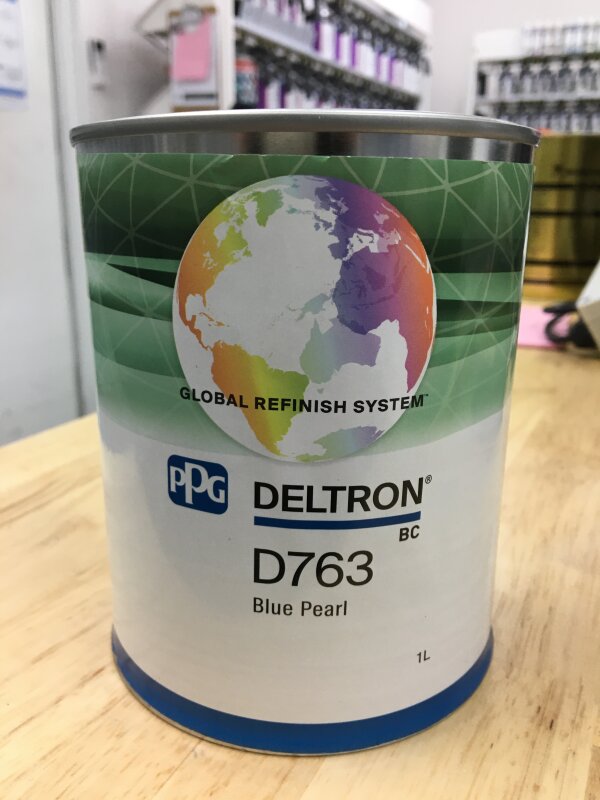 GLOBAL REFINISH SYSTEM™
PPG
DELTRON®
BC
D763
Blue Pearl
1L